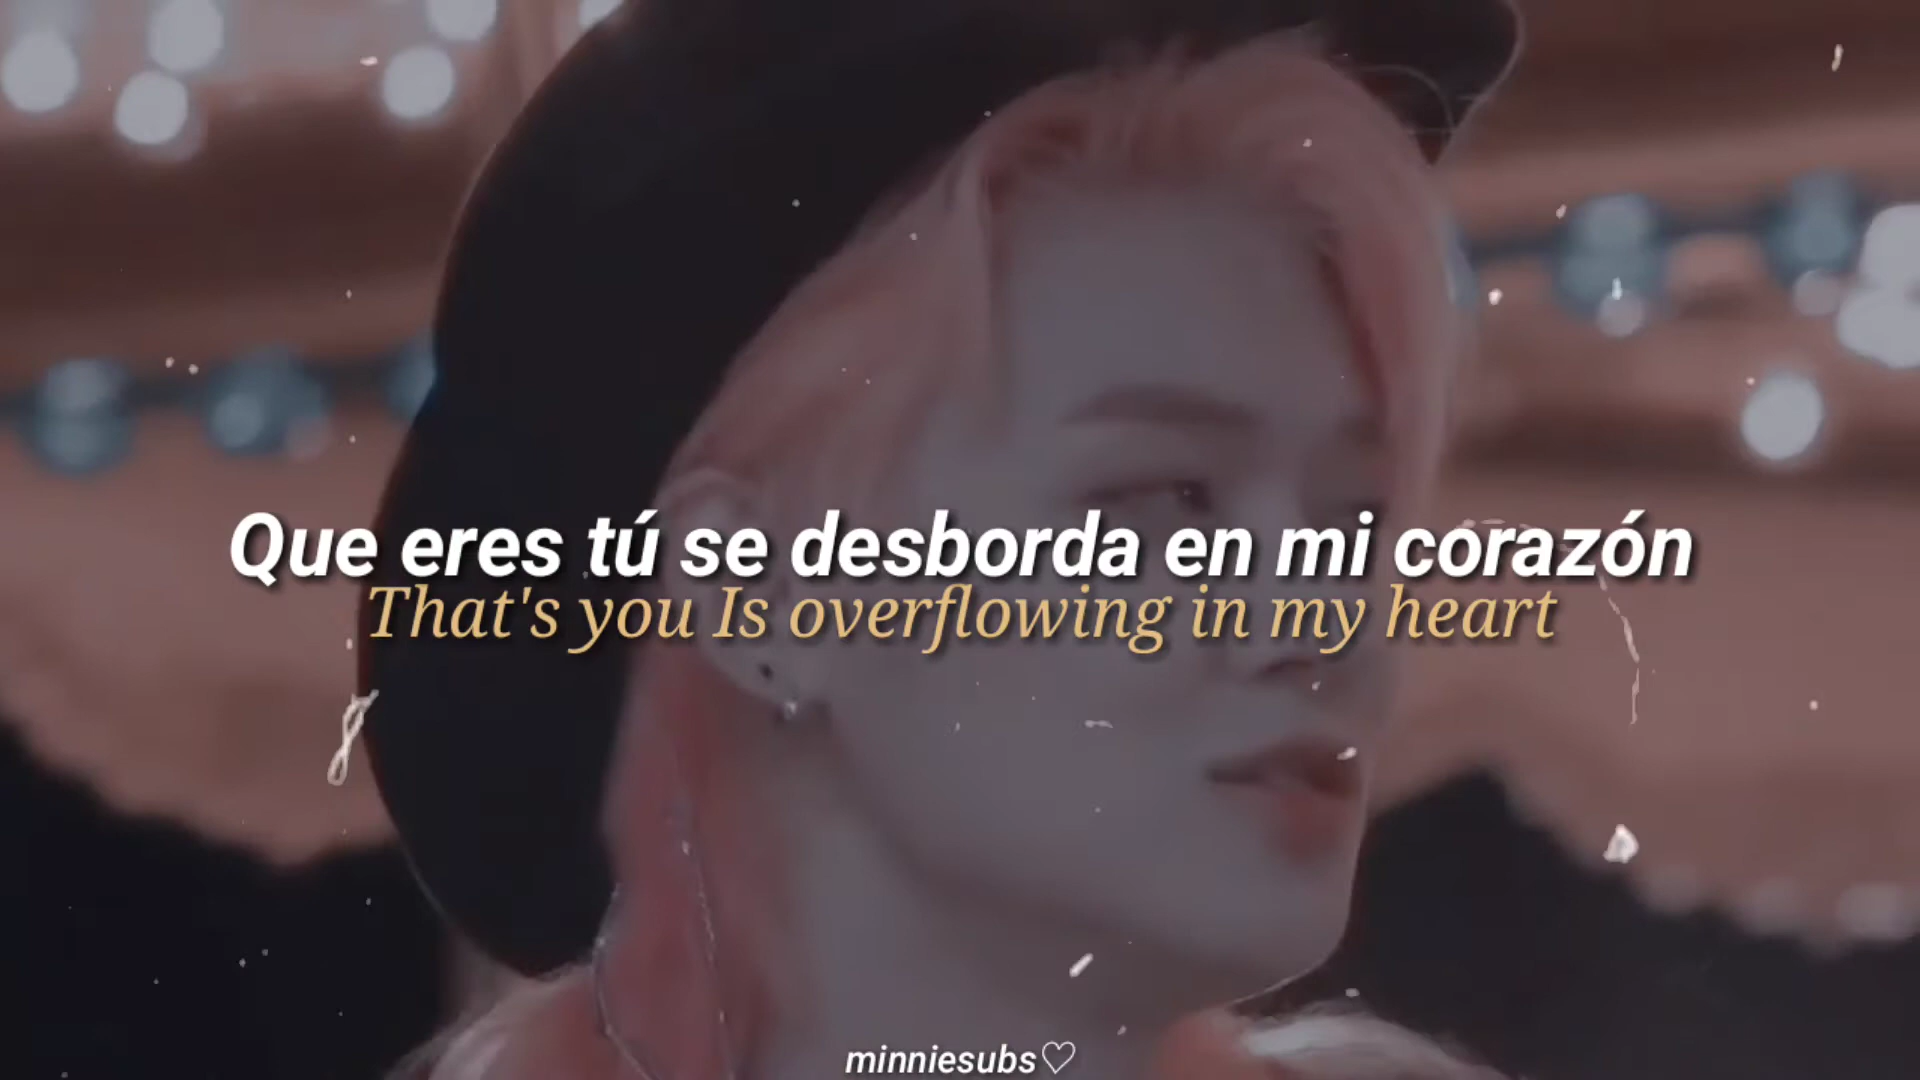 Que eres tú se desborda en mi corazón
That's you Is overflowing in my heart
minniesubs♡